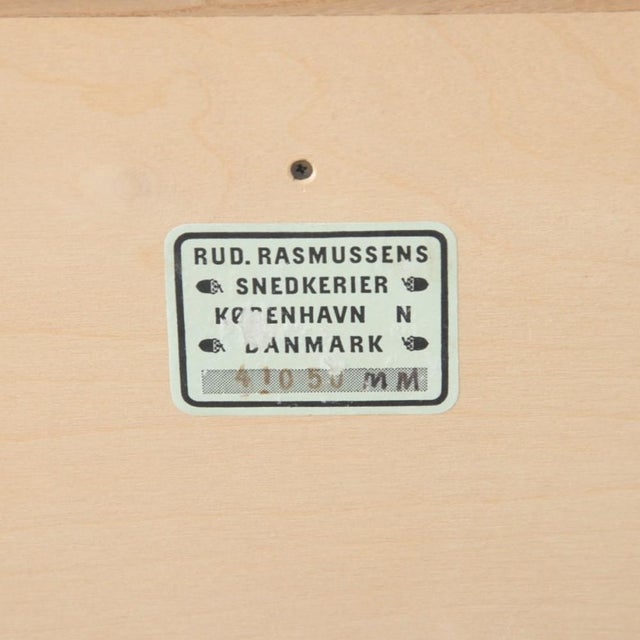 RUD. RASMUSSENS
SNEDKERIER
KØBENHAVN N
DANMARK
41050 MM